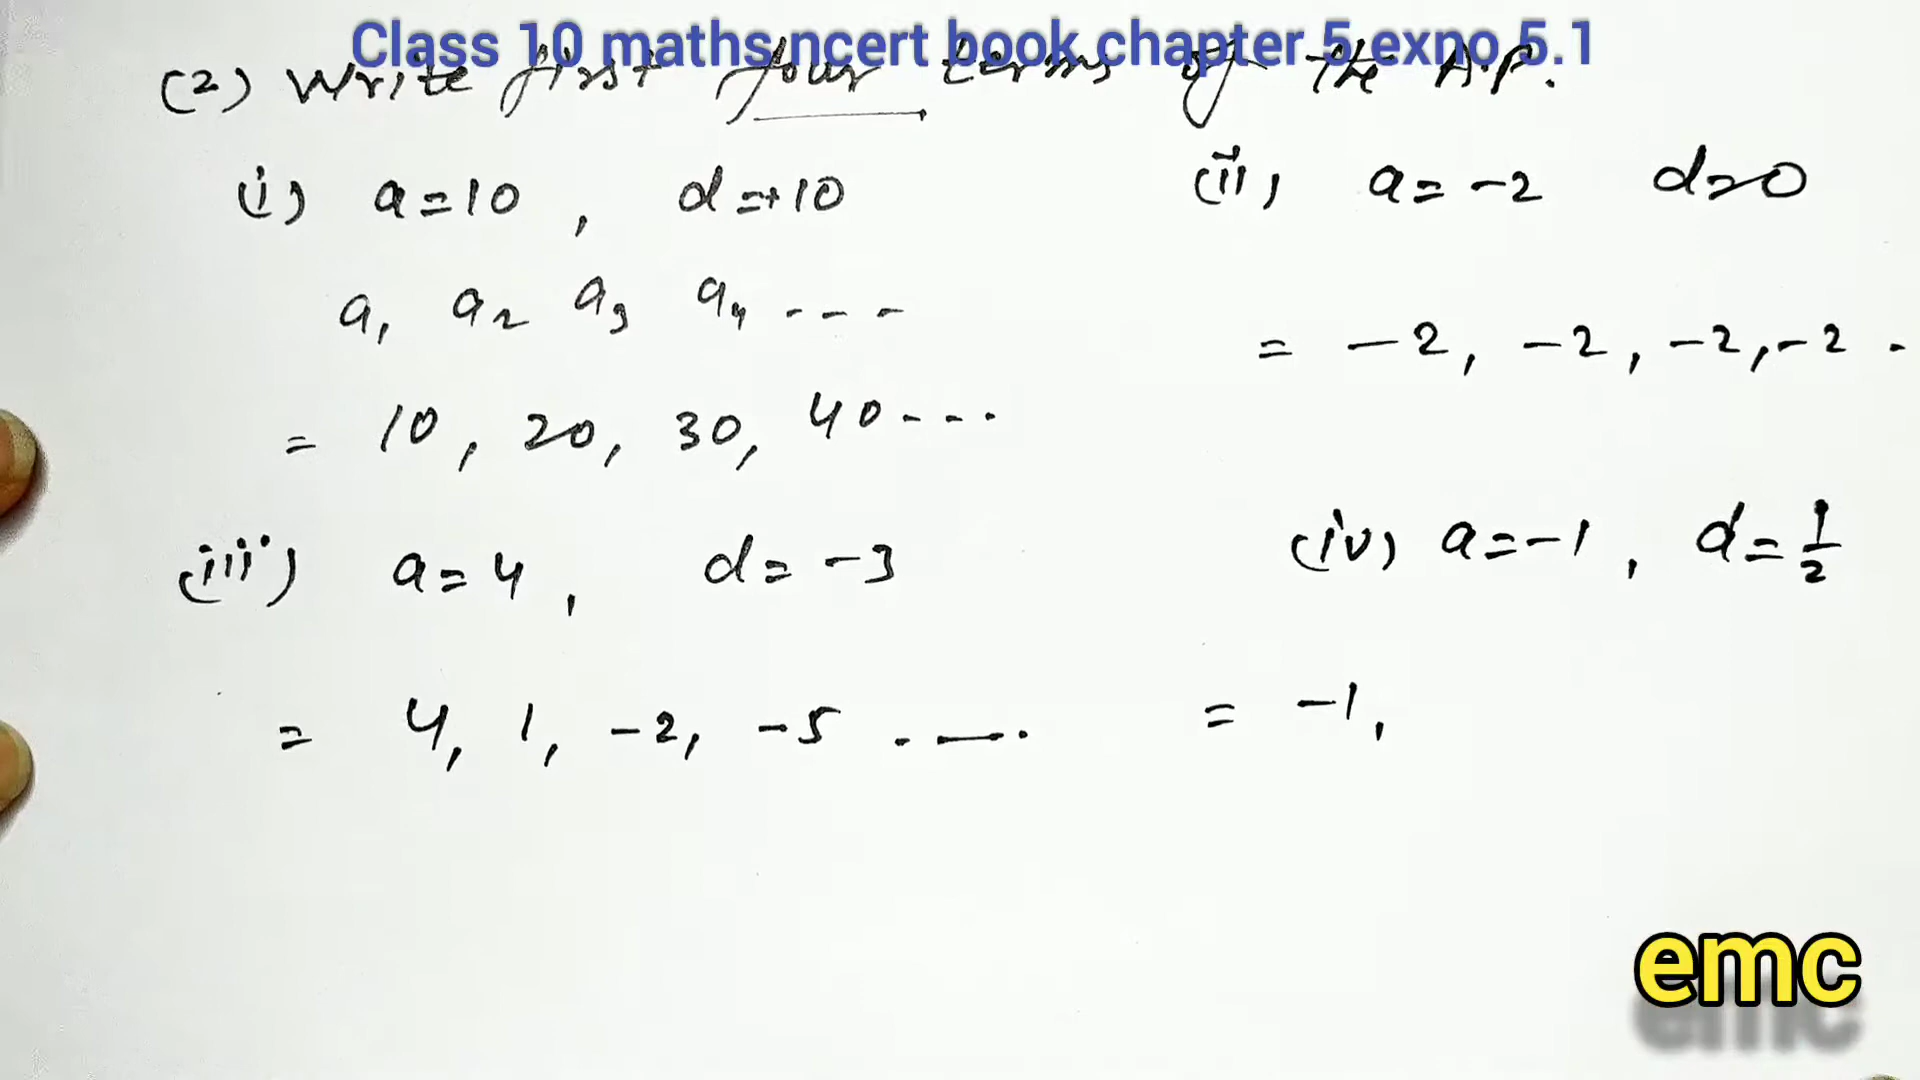 Class 10 maths ncert book chapter 5 exno 5.1
(2) Write first four terms of the A.P.
(i) a=10 , d=+10
a1 a2 a3 a4 ---
= 10, 20, 30, 40---
(ii) a=-2 d=0
= -2, -2, -2, -2 .
(iii) a=4, d=-3
= 4, 1, -2, -5 .—.
(iv) a=-1, d=1/2
= -1,
emc